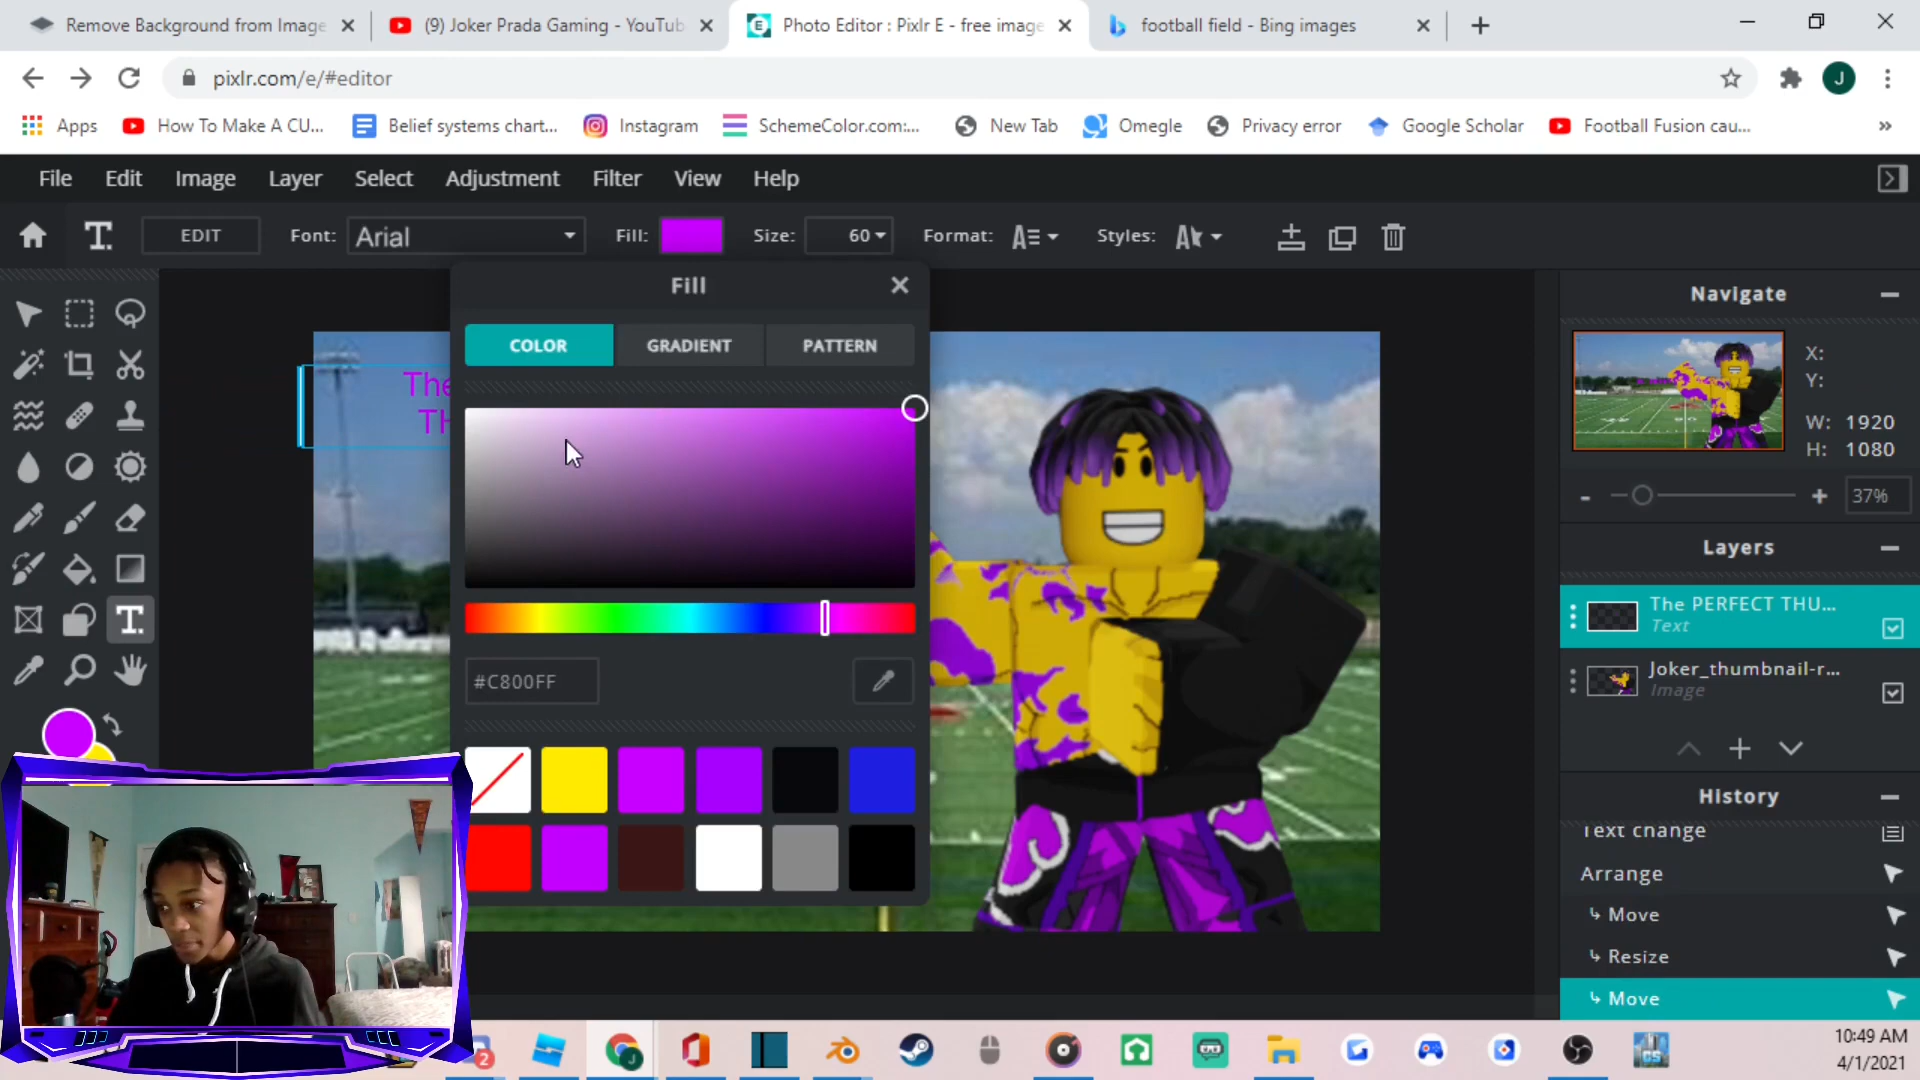 Remove Background from Image
(9) Joker Prada Gaming - YouTub
Photo Editor : Pixlr E - free image
football field - Bing images
pixlr.com/e/#editor
J
Apps
How To Make A CU...
Belief systems chart...
Instagram
SchemeColor.com:...
New Tab
Omegle
Privacy error
Google Scholar
Football Fusion cau...
»
File
Edit
Image
Layer
Select
Adjustment
Filter
View
Help
EDIT
Font:
Arial
Fill:
Size:
60
Format:
Styles:
Fill
COLOR
GRADIENT
PATTERN
The
TH
#C800FF
Navigate
X:
Y:
W: 1920
H: 1080
37%
Layers
The PERFECT THU...
Text
Joker_thumbnail-r...
Image
History
Text change
Arrange
Move
Resize
Move
2
J
10:49 AM
4/1/2021